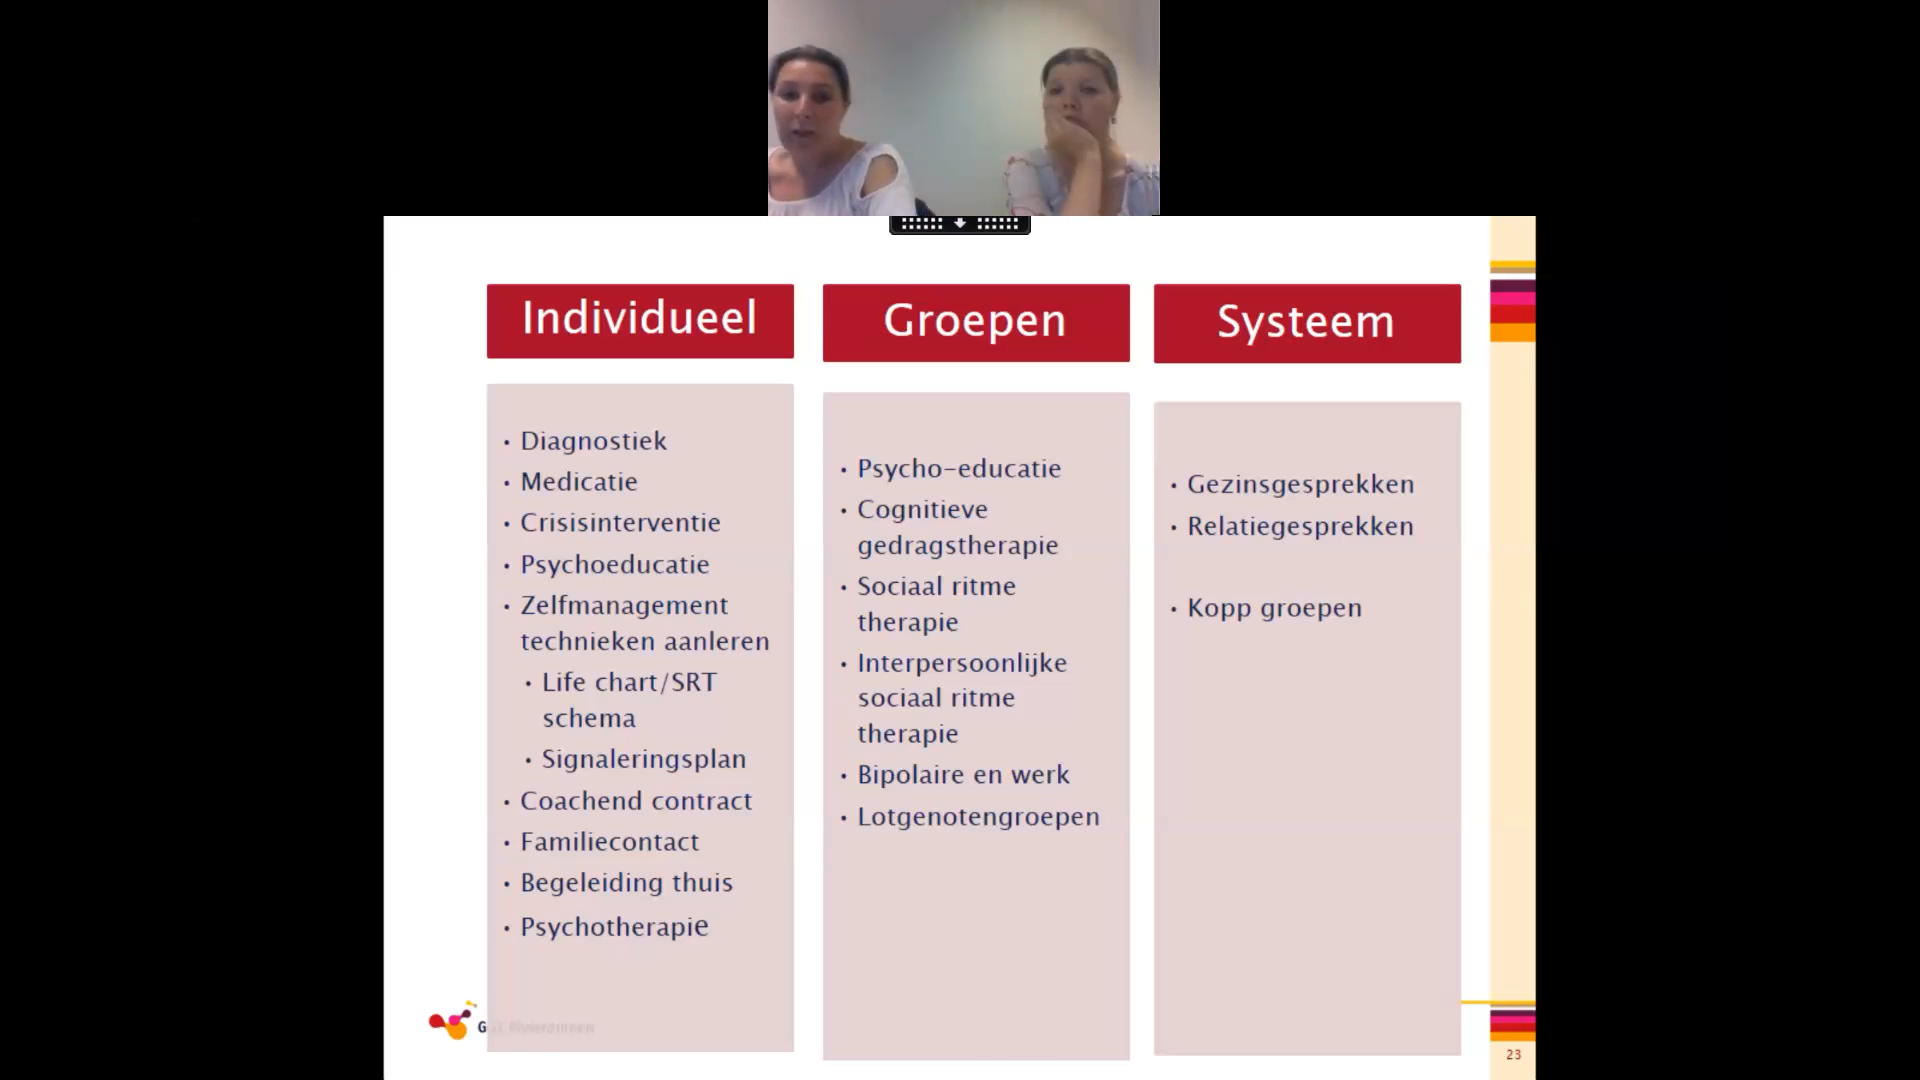 Individueel
• Diagnostiek
• Medicatie
• Crisisinterventie
• Psychoeducatie
• Zelfmanagement
technieken aanleren
• Life chart/SRT
schema
• Signaleringsplan
• Coachend contract
• Familiecontact
• Begeleiding thuis
• Psychotherapie
Groepen
• Psycho-educatie
• Cognitieve
gedragstherapie
• Sociaal ritme
therapie
• Interpersoonlijke
sociaal ritme
therapie
• Bipolaire en werk
• Lotgenotengroepen
Systeem
• Gezinsgesprekken
• Relatiegesprekken
• Kopp groepen
23